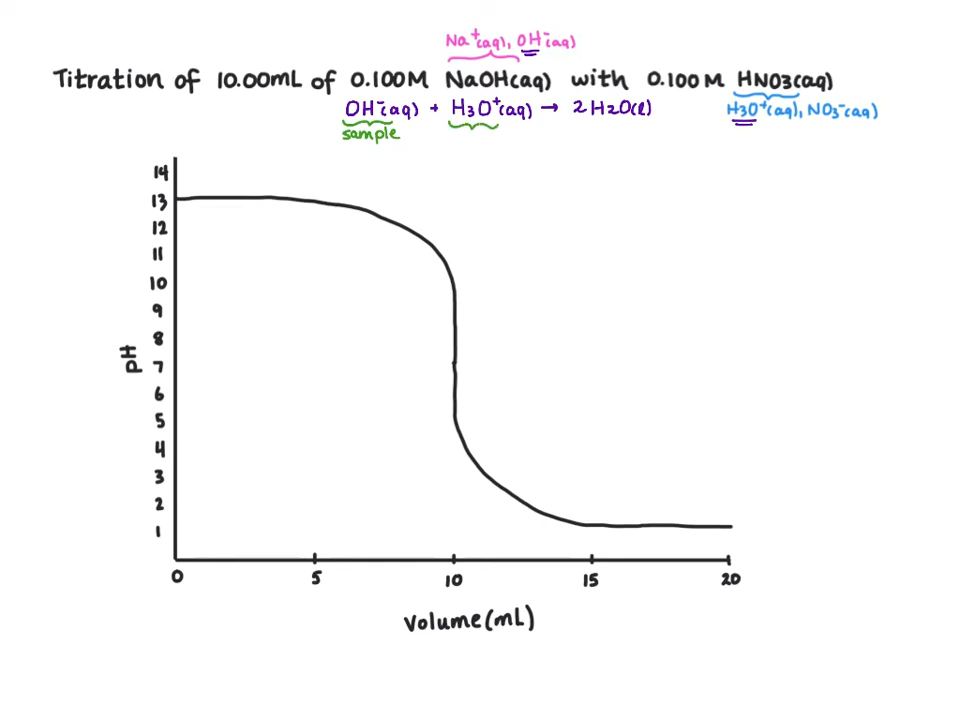 Na⁺(aq), OH⁻(aq)
Titration of 10.00mL of 0.100M NaOH(aq) with 0.100M HNO3(aq)
OH⁻(aq) + H3O⁺(aq) → 2H2O(l)
H3O⁺(aq), NO3⁻(aq)
sample
14
13
12
11
10
9
8
pH
7
6
5
4
3
2
1
0 5 10 15 20
Volume(mL)